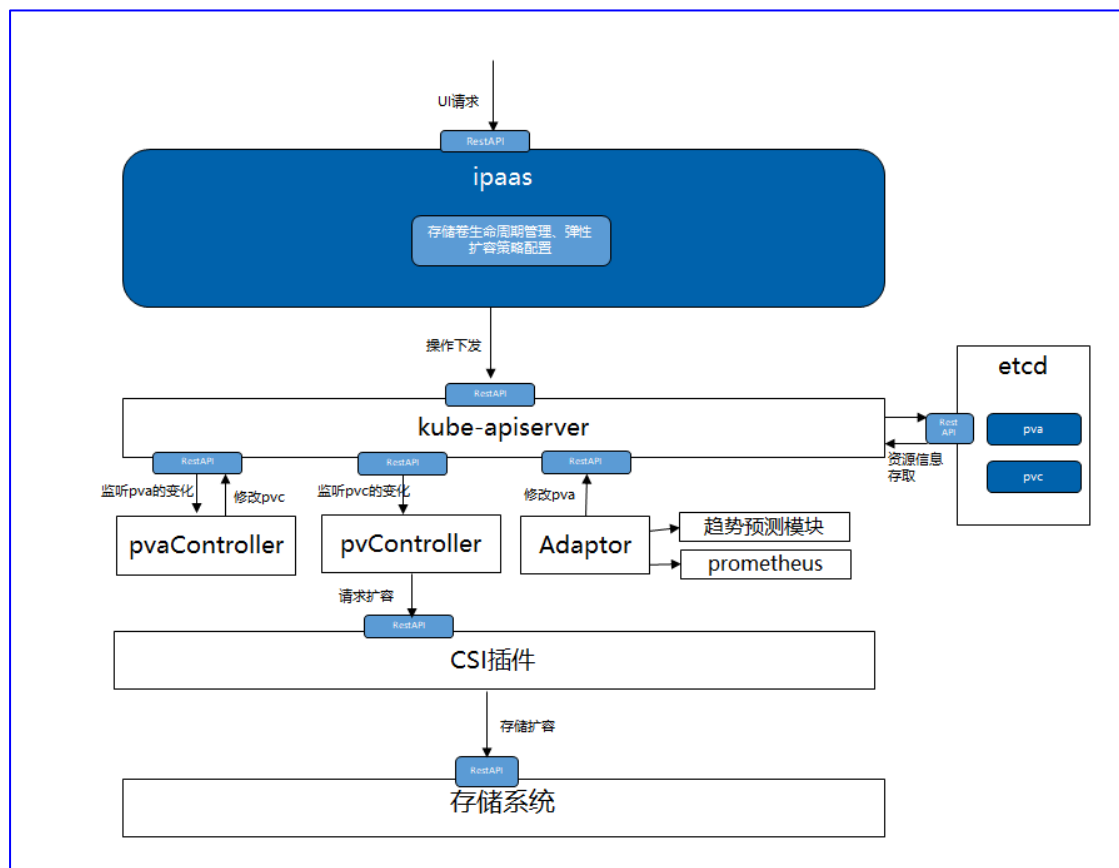 UI请求
RestAPI
ipaas
存储卷生命周期管理、弹性
扩容策略配置
操作下发
RestAPI
kube-apiserver
etcd
Rest
API
pva
pvc
资源信息
存取
RestAPI
RestAPI
RestAPI
监听pva的变化
修改pvc
监听pvc的变化
修改pva
pvaController
pvController
Adaptor
趋势预测模块
prometheus
请求扩容
RestAPI
CSI插件
存储扩容
RestAPI
存储系统